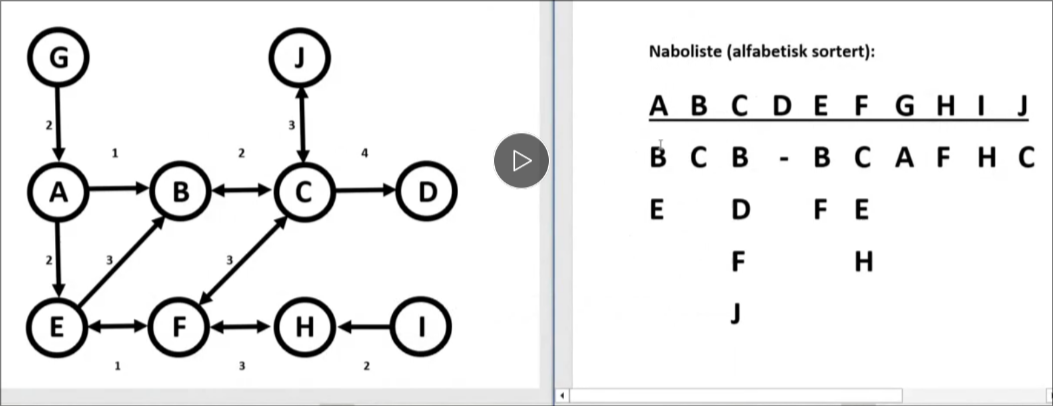 G J
2 3
1 2 4
A B C D
2 3 3
E F H I
1 3 2
Naboliste (alfabetisk sortert):
A B C D E F G H I J
B C B - B C A F H C
E D F E
F H
J